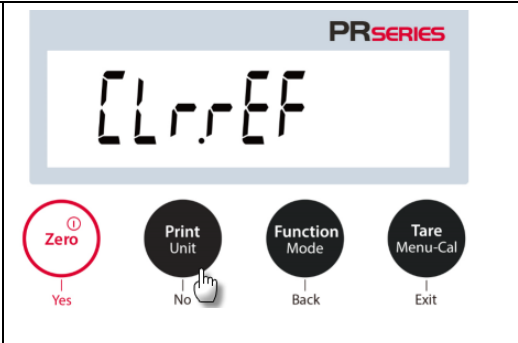 PRSERIES
CLr.rEF
Zero
Print
Unit
Function
Mode
Tare
Menu-Cal
Yes
No
Back
Exit